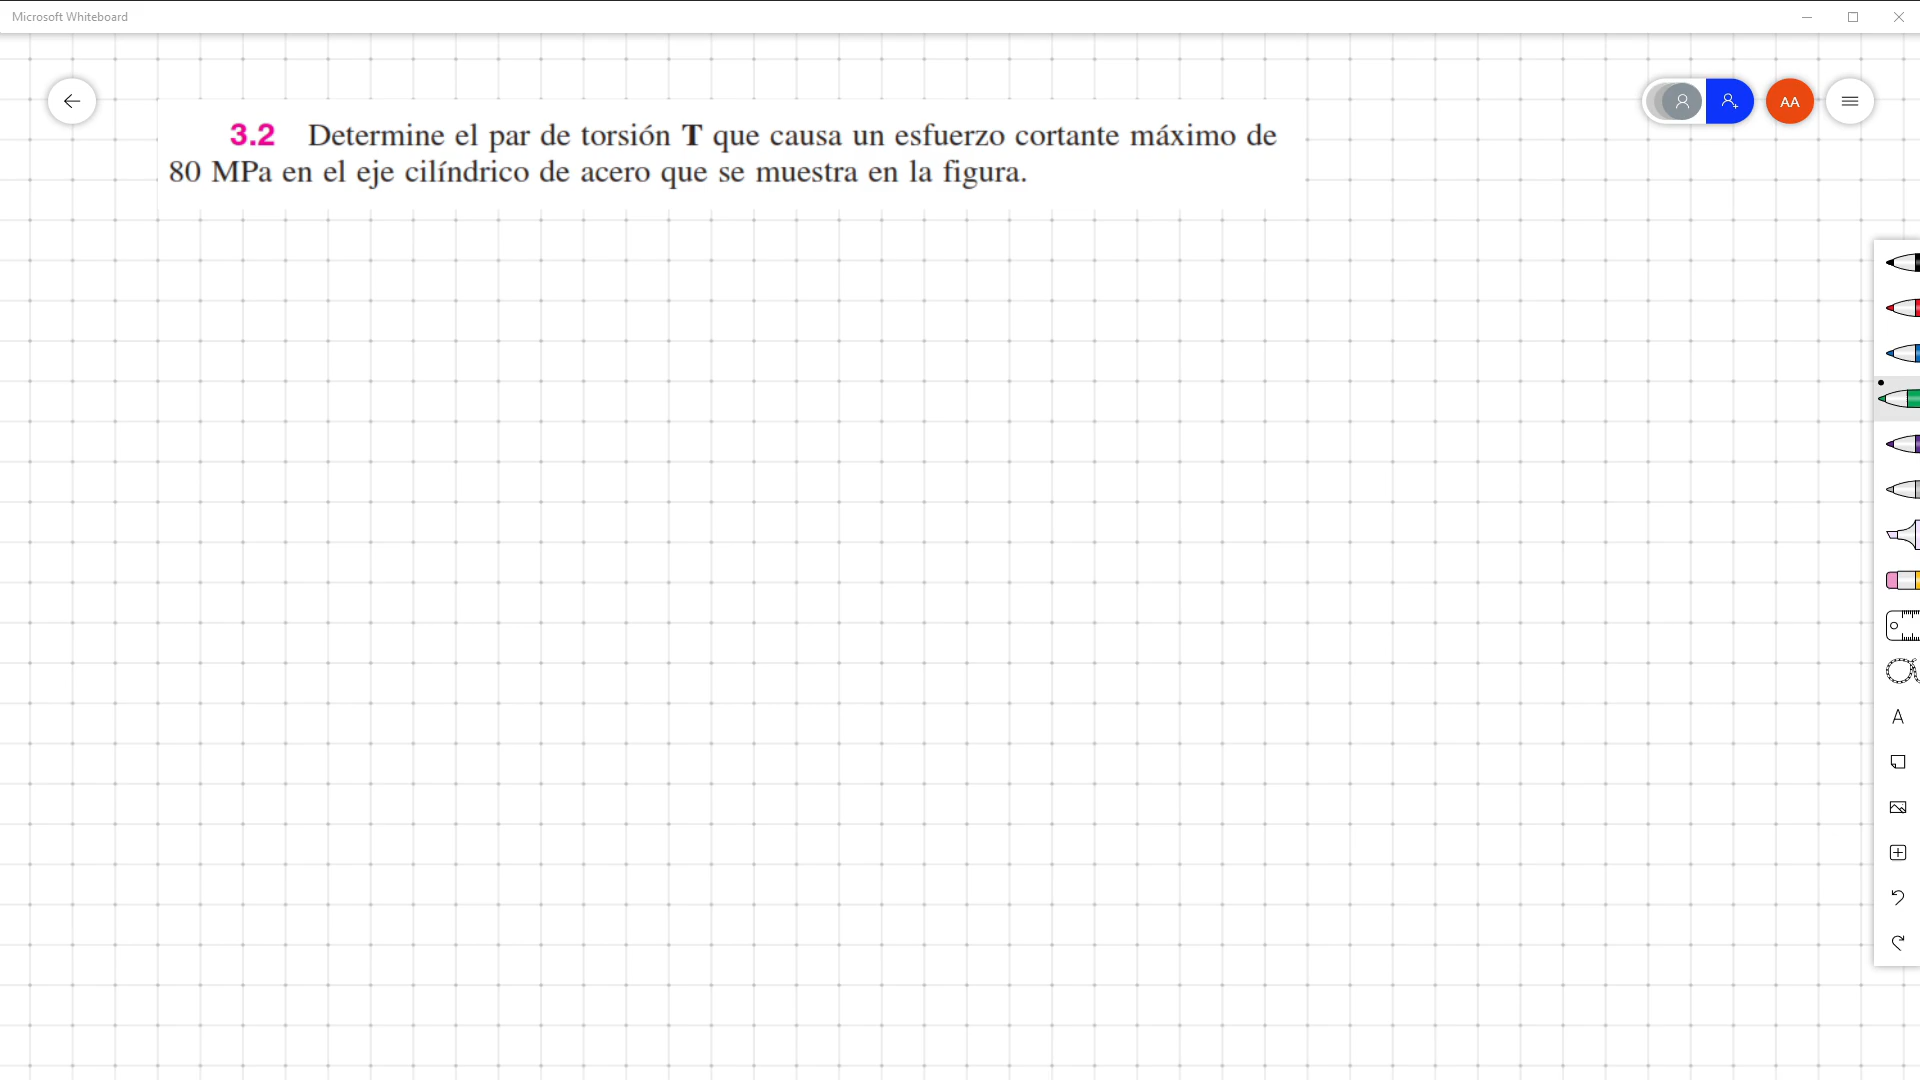 Microsoft Whiteboard
AA
3.2 Determine el par de torsión T que causa un esfuerzo cortante máximo de
80 MPa en el eje cilíndrico de acero que se muestra en la figura.
A